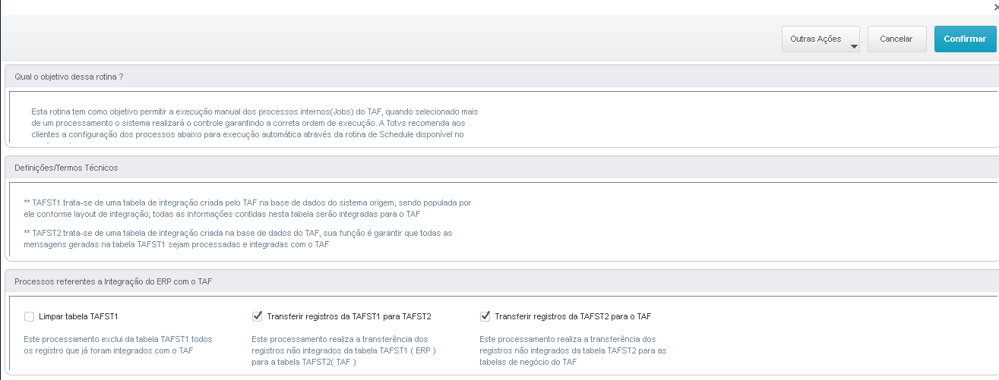 Outras Ações
Cancelar
Confirmar
Qual o objetivo dessa rotina ?
Esta rotina tem como objetivo permitir a execução manual dos processos internos(Jobs) do TAF, quando selecionado mais
de um processamento o sistema realizará o controle garantindo a correta ordem de execução. A Totvs recomenda aos
clientes a configuração dos processos abaixo para execução automática através da rotina de Schedule disponível no
Definições/Termos Técnicos
** TAFST1 trata-se de uma tabela de integração criada pelo TAF na base de dados do sistema origem, sendo populada por
ele conforme layout de integração; todas as informações contidas nesta tabela serão integradas para o TAF
** TAFST2 trata-se de uma tabela de integração criada na base de dados do TAF, sua função é garantir que todas as
mensagens geradas na tabela TAFST1 sejam processadas e integradas com o TAF
Processos referentes a Integração do ERP com o TAF
Limpar tabela TAFST1
Este processamento exclui da tabela TAFST1 todos
os registro que já foram integrados com o TAF
Transferir registros da TAFST1 para TAFST2
Este processamento realiza a transferência dos
registros não integrados da tabela TAFST1 ( ERP )
para a tabela TAFST2( TAF )
Transferir registros da TAFST2 para o TAF
Este processamento realiza a transferência dos
registros não integrados da tabela TAFST2 para as
tabelas de negócio do TAF